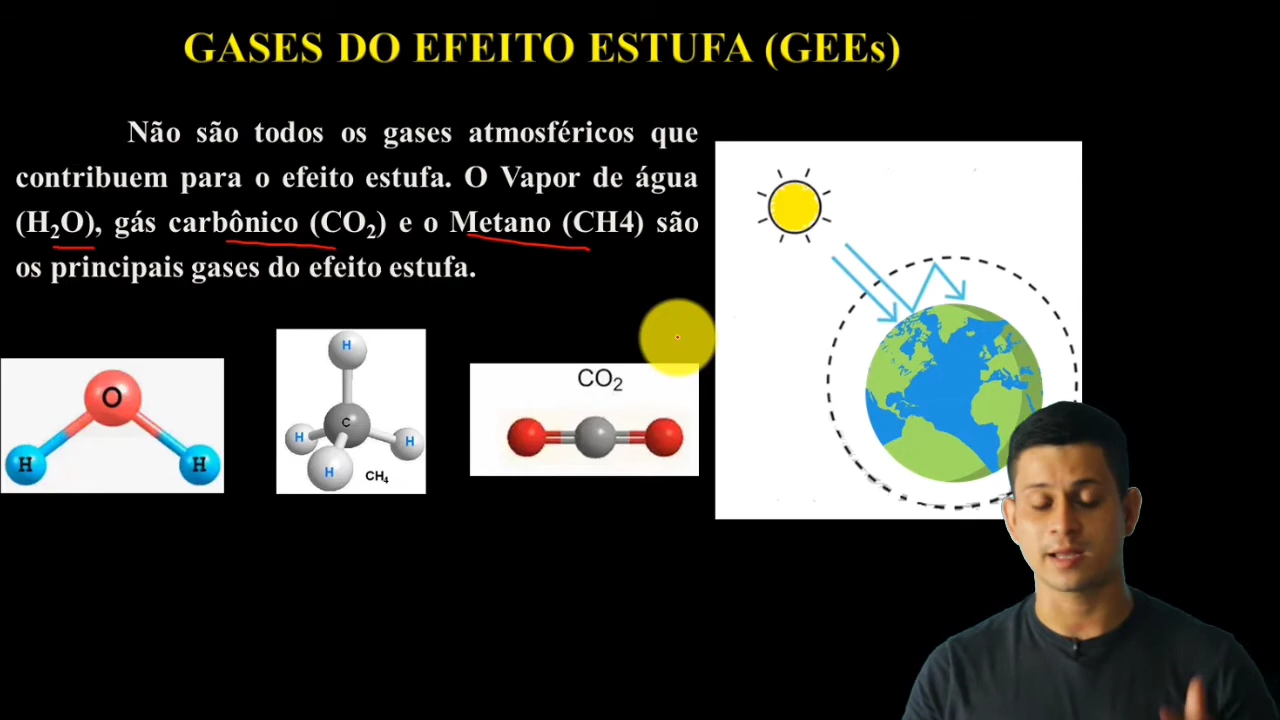 GASES DO EFEITO ESTUFA (GEEs)
Não são todos os gases atmosféricos que
contribuem para o efeito estufa. O Vapor de água
(H₂O), gás carbônico (CO₂) e o Metano (CH4) são
os principais gases do efeito estufa.
O
H
H
H
C
H
H
H
CH₄
CO₂